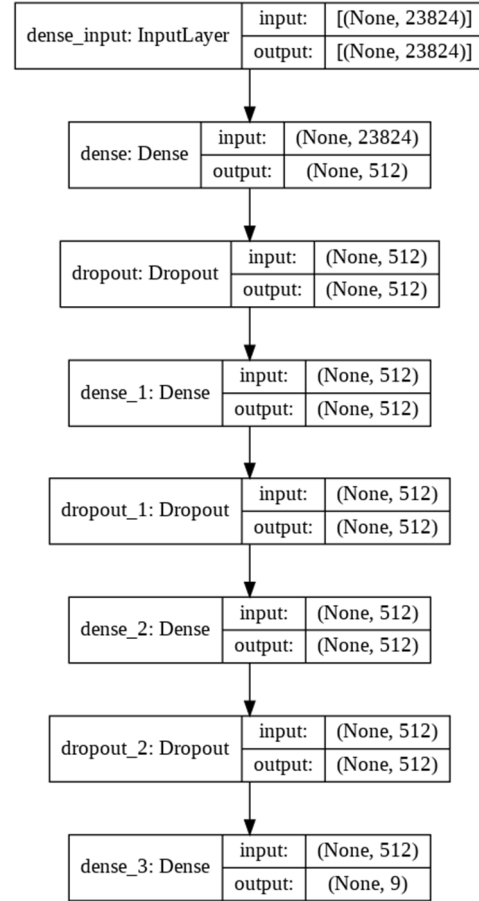 dense_input: InputLayer
input: [(None, 23824)]
output: [(None, 23824)]
dense: Dense
input: (None, 23824)
output: (None, 512)
dropout: Dropout
input: (None, 512)
output: (None, 512)
dense_1: Dense
input: (None, 512)
output: (None, 512)
dropout_1: Dropout
input: (None, 512)
output: (None, 512)
dense_2: Dense
input: (None, 512)
output: (None, 512)
dropout_2: Dropout
input: (None, 512)
output: (None, 512)
dense_3: Dense
input: (None, 512)
output: (None, 9)